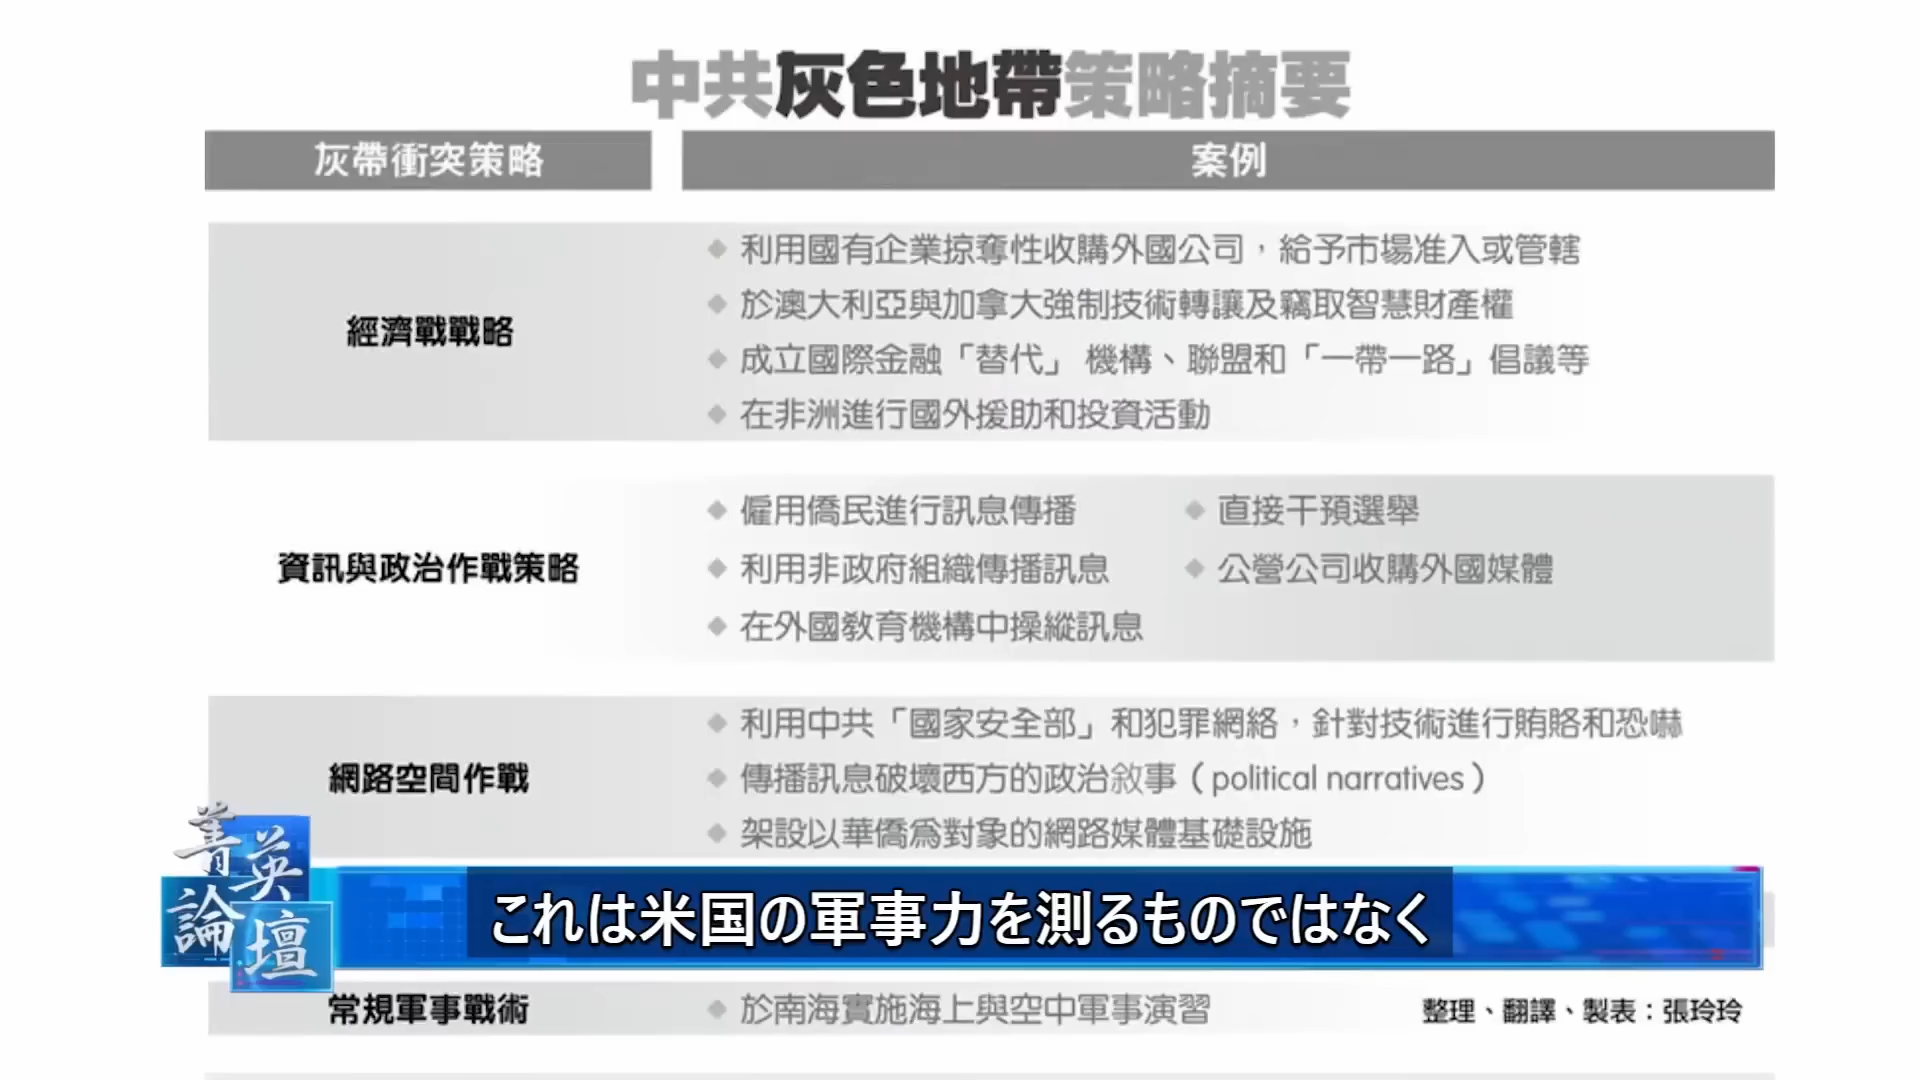 中共灰色地帶策略摘要
灰帶衝突策略
案例
經濟戰戰略
利用國有企業掠奪性收購外國公司，給予市場准入或管轄
於澳大利亞與加拿大強制技術轉讓及竊取智慧財產權
成立國際金融「替代」 機構、聯盟和「一帶一路」倡議等
在非洲進行國外援助和投資活動
資訊與政治作戰策略
僱用僑民進行訊息傳播
直接干預選舉
利用非政府組織傳播訊息
公營公司收購外國媒體
在外國教育機構中操縱訊息
網路空間作戰
利用中共「國家安全部」和犯罪網絡，針對技術進行賄賂和恐嚇
傳播訊息破壞西方的政治敘事（political narratives）
架設以華僑為對象的網路媒體基礎設施
菁英論壇
これは米国の軍事力を測るものではなく
常規軍事戰術
於南海實施海上與空中軍事演習
整理、翻譯、製表：張玲玲